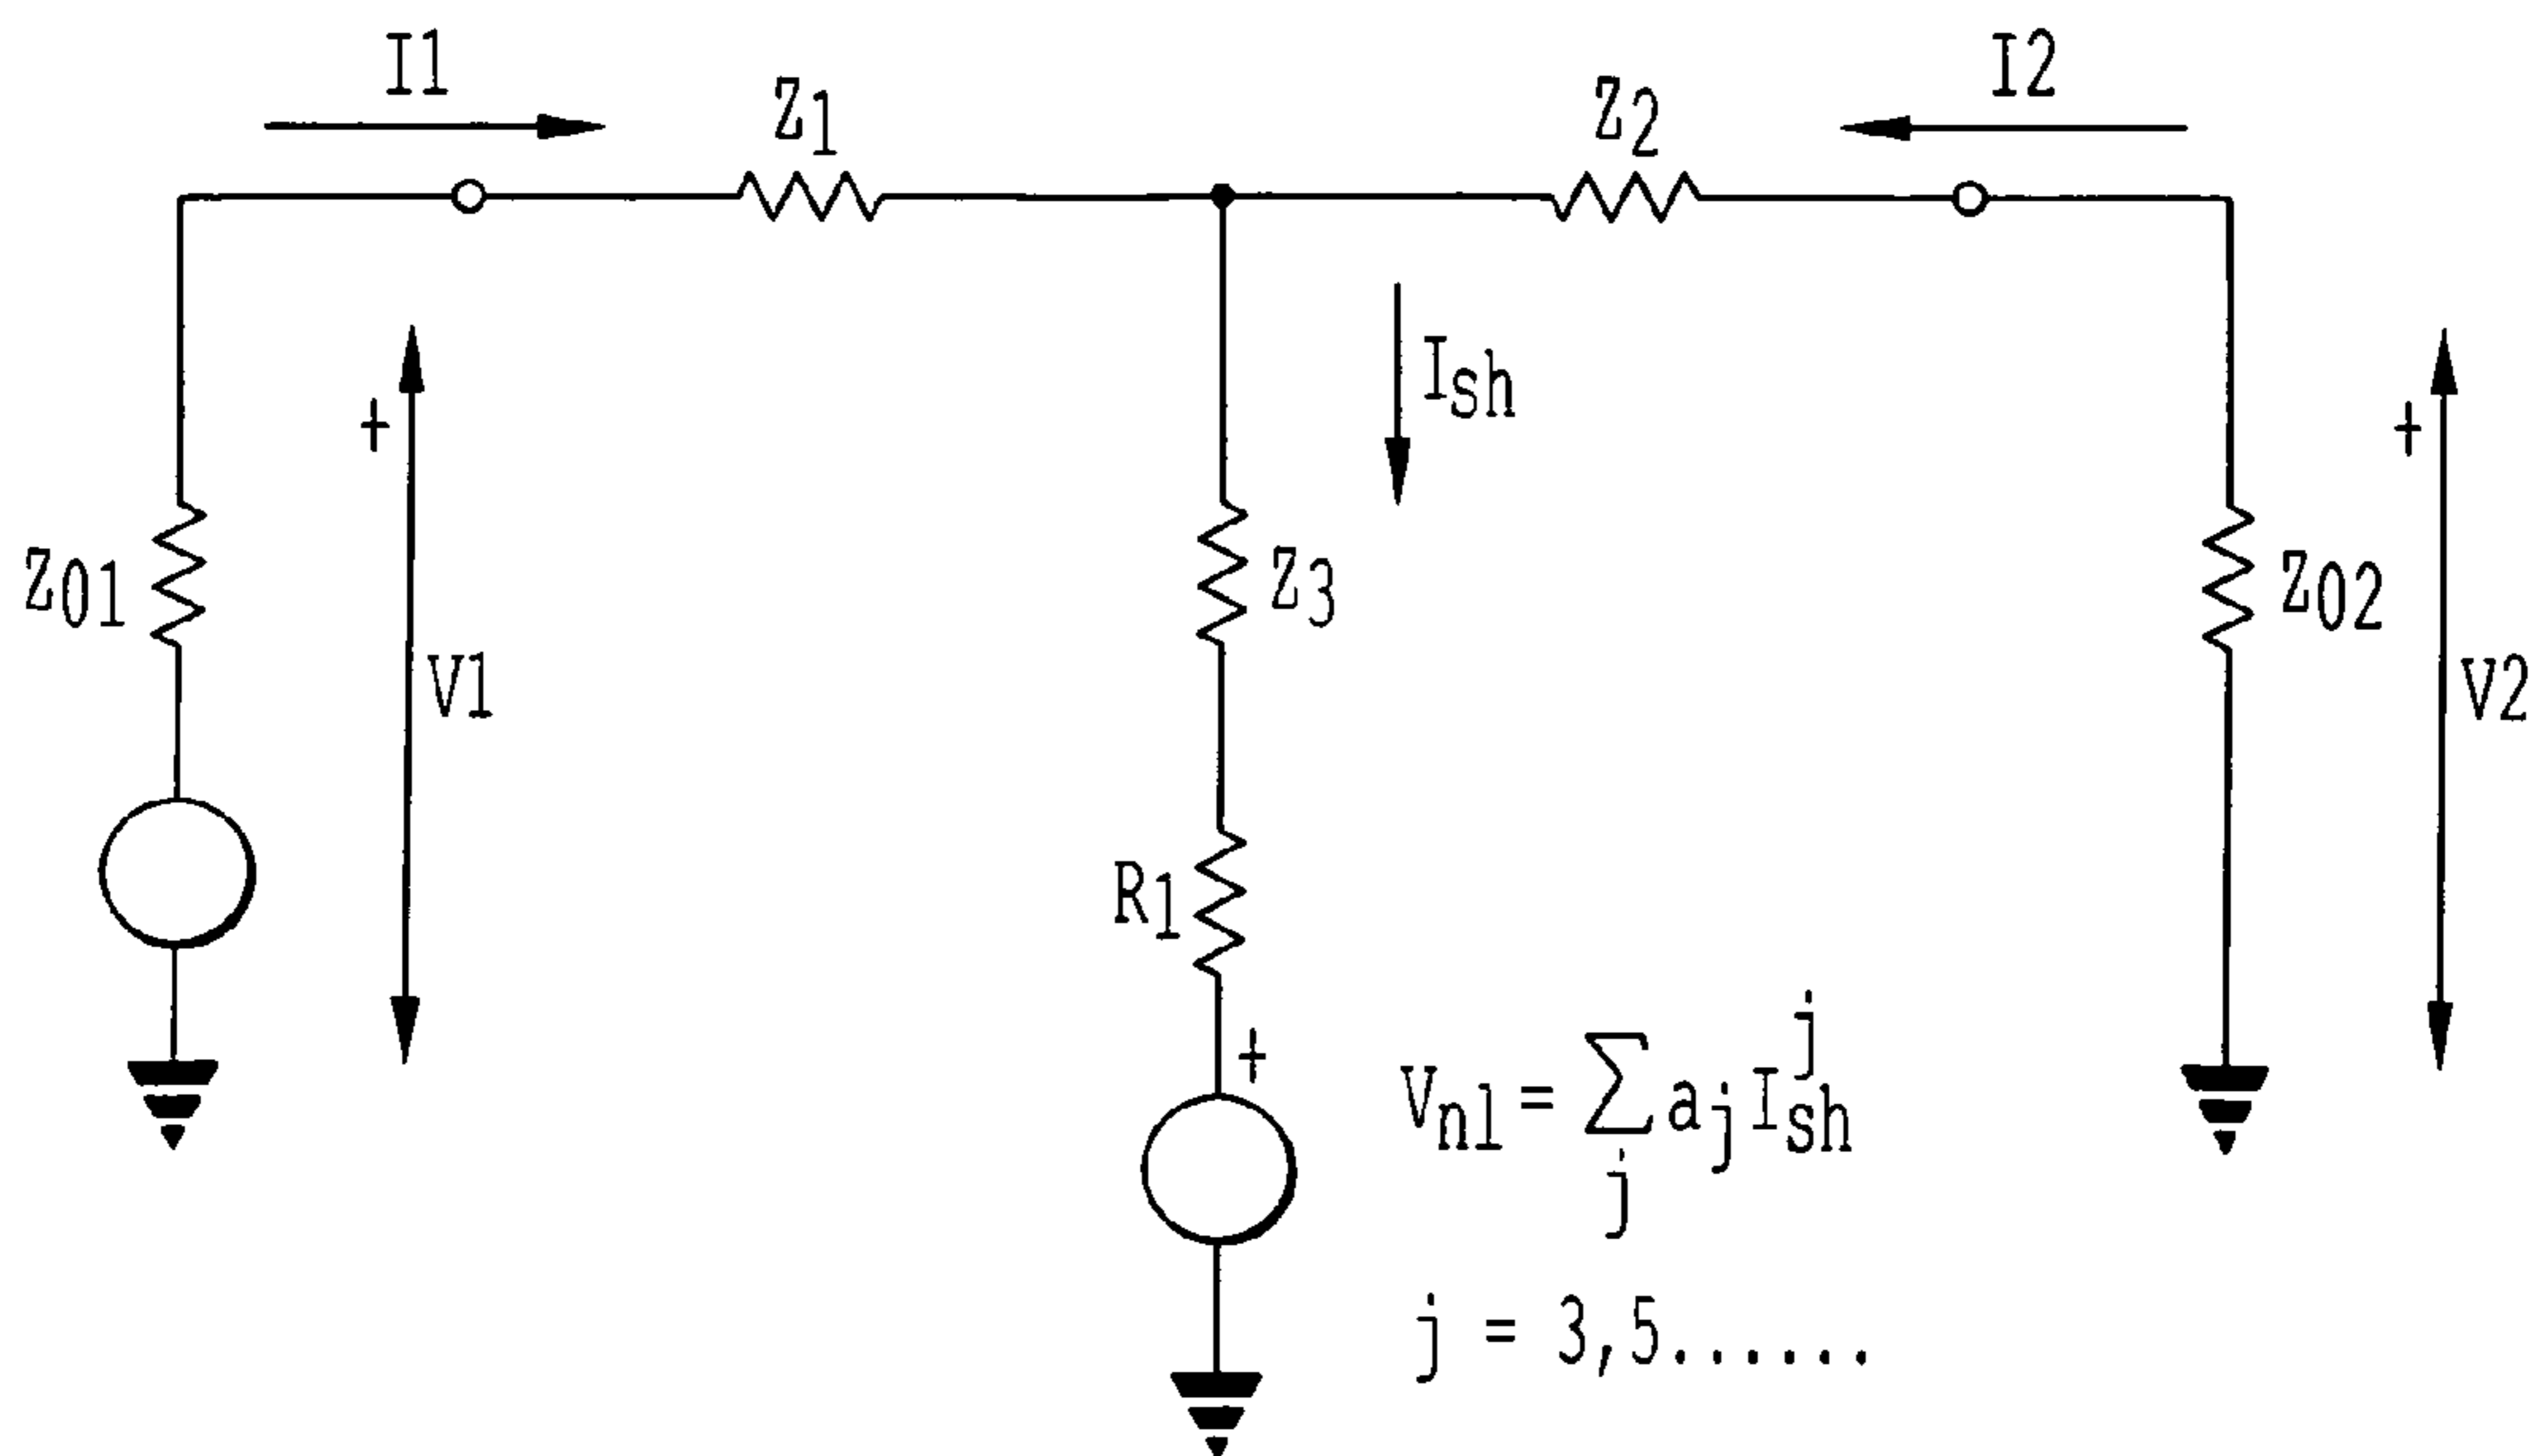 I1
I2
Z1
Z2
Ish
Z01
Z3
Z02
+
+
V1
V2
R1
+
Vnl = ∑j aj Ish^j
j = 3,5......